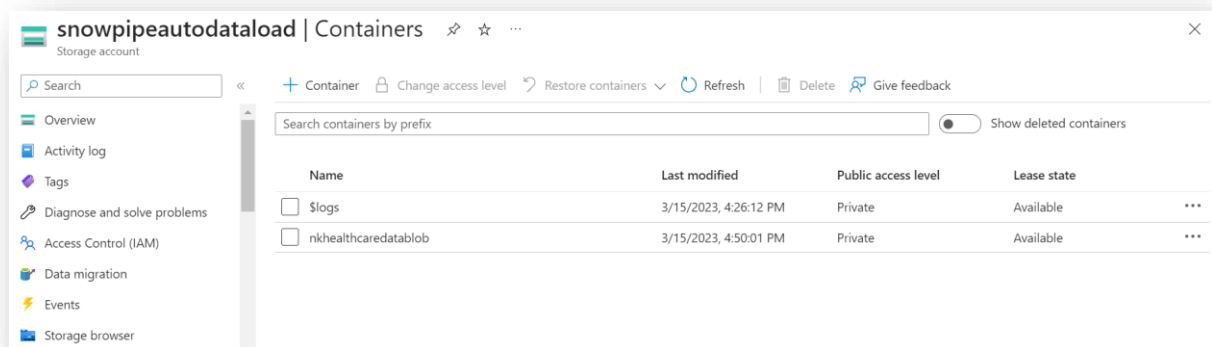 snowpipeautodataload | Containers ...
Storage account
Search
Overview
Activity log
Tags
Diagnose and solve problems
Access Control (IAM)
Data migration
Events
Storage browser
Container Change access level Restore containers Refresh Delete Give feedback
Search containers by prefix Show deleted containers
Name Last modified Public access level Lease state
$logs 3/15/2023, 4:26:12 PM Private Available
nkhealthcaredatablob 3/15/2023, 4:50:01 PM Private Available